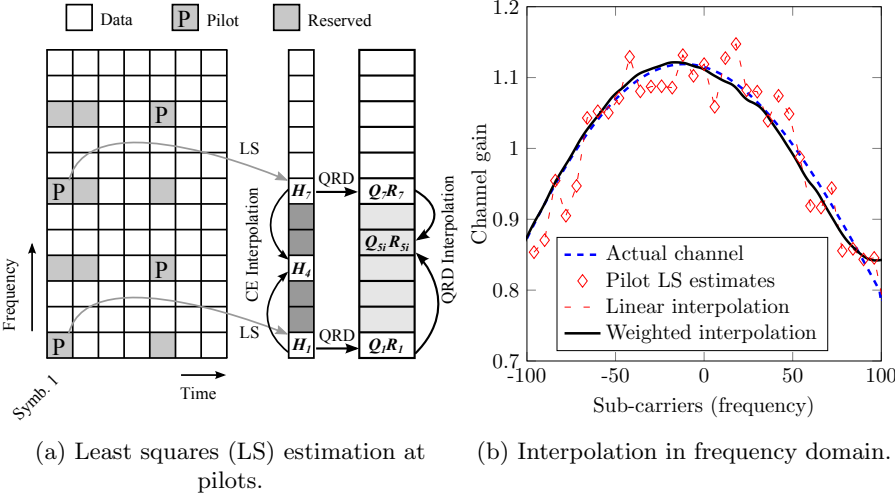 Data
P Pilot
Reserved
P
P
P
P
Frequency
Symb. 1
Time
LS
LS
CE Interpolation
H7
H4
H1
QRD
QRD
Q7R7
Q5iR5i
Q1R1
QRD Interpolation
(a) Least squares (LS) estimation at
pilots.
Channel gain
1.2
1.1
1
0.9
0.8
0.7
-100
-50
0
50
100
Sub-carriers (frequency)
Actual channel
Pilot LS estimates
Linear interpolation
Weighted interpolation
(b) Interpolation in frequency domain.